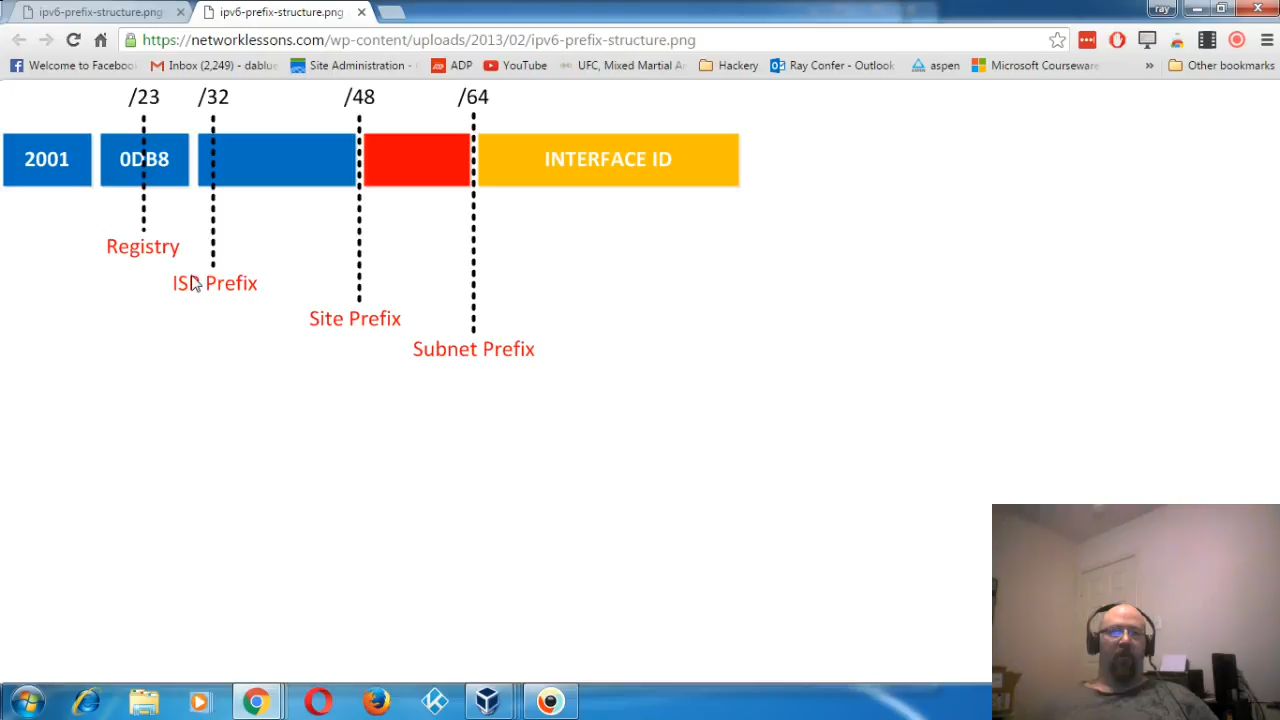 ipv6-prefix-structure.png
ipv6-prefix-structure.png
ray
https://networklessons.com/wp-content/uploads/2013/02/ipv6-prefix-structure.png
Welcome to Faceboo
Inbox (2,249) - dablue
Site Administration -
ADP
YouTube
UFC, Mixed Martial Ar
Hackery
Ray Confer - Outlook
aspen
Microsoft Courseware
»
Other bookmarks
/23
/32
/48
/64
2001
0DB8
INTERFACE ID
Registry
ISP Prefix
Site Prefix
Subnet Prefix